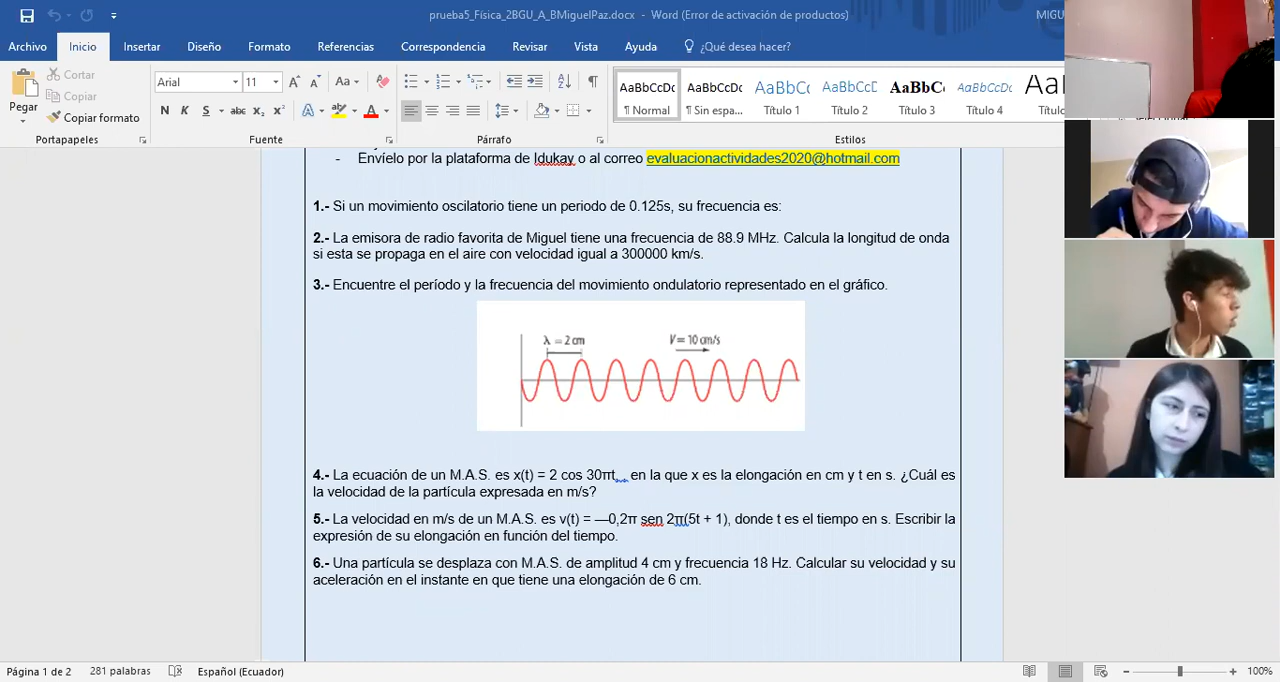 prueba5_Física_2BGU_A_BMiguelPaz.docx - Word (Error de activación de productos)
MIGU
Archivo Inicio Insertar Diseño Formato Referencias Correspondencia Revisar Vista Ayuda ¿Qué desea hacer?
Pegar
Cortar
Copiar
Copiar formato
Portapapeles
Arial 11
Aa
N K S abc x₂ x²
Fuente
Párrafo
AaBbCcDc AaBbCcDc AaBbCc AaBbCcD AaBbC AaBbCcDc Aa
¶ Normal ¶ Sin espa... Título 1 Título 2 Título 3 Título 4 Título
Estilos
- Envíelo por la plataforma de Idukay o al correo evaluacionactividades2020@hotmail.com
1.- Si un movimiento oscilatorio tiene un periodo de 0.125s, su frecuencia es:
2.- La emisora de radio favorita de Miguel tiene una frecuencia de 88.9 MHz. Calcula la longitud de onda
si esta se propaga en el aire con velocidad igual a 300000 km/s.
3.- Encuentre el período y la frecuencia del movimiento ondulatorio representado en el gráfico.
λ = 2 cm
V = 10 cm/s
4.- La ecuación de un M.A.S. es x(t) = 2 cos 30πt, en la que x es la elongación en cm y t en s. ¿Cuál es
la velocidad de la partícula expresada en m/s?
5.- La velocidad en m/s de un M.A.S. es v(t) = —0,2π sen 2π(5t + 1), donde t es el tiempo en s. Escribir la
expresión de su elongación en función del tiempo.
6.- Una partícula se desplaza con M.A.S. de amplitud 4 cm y frecuencia 18 Hz. Calcular su velocidad y su
aceleración en el instante en que tiene una elongación de 6 cm.
Página 1 de 2 281 palabras Español (Ecuador)
100%